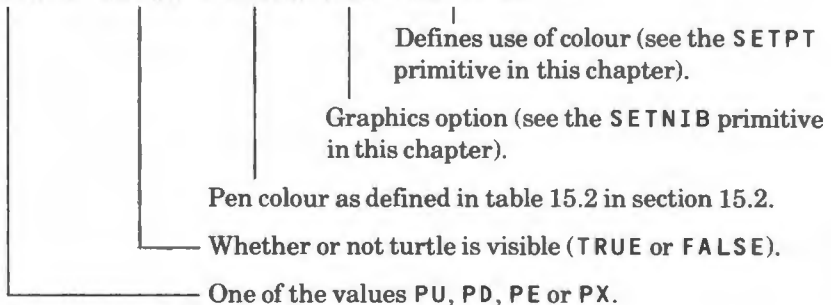 Defines use of colour (see the SETPT
primitive in this chapter).
Graphics option (see the SETNIB primitive
in this chapter).
Pen colour as defined in table 15.2 in section 15.2.
Whether or not turtle is visible (TRUE or FALSE).
One of the values PU, PD, PE or PX.